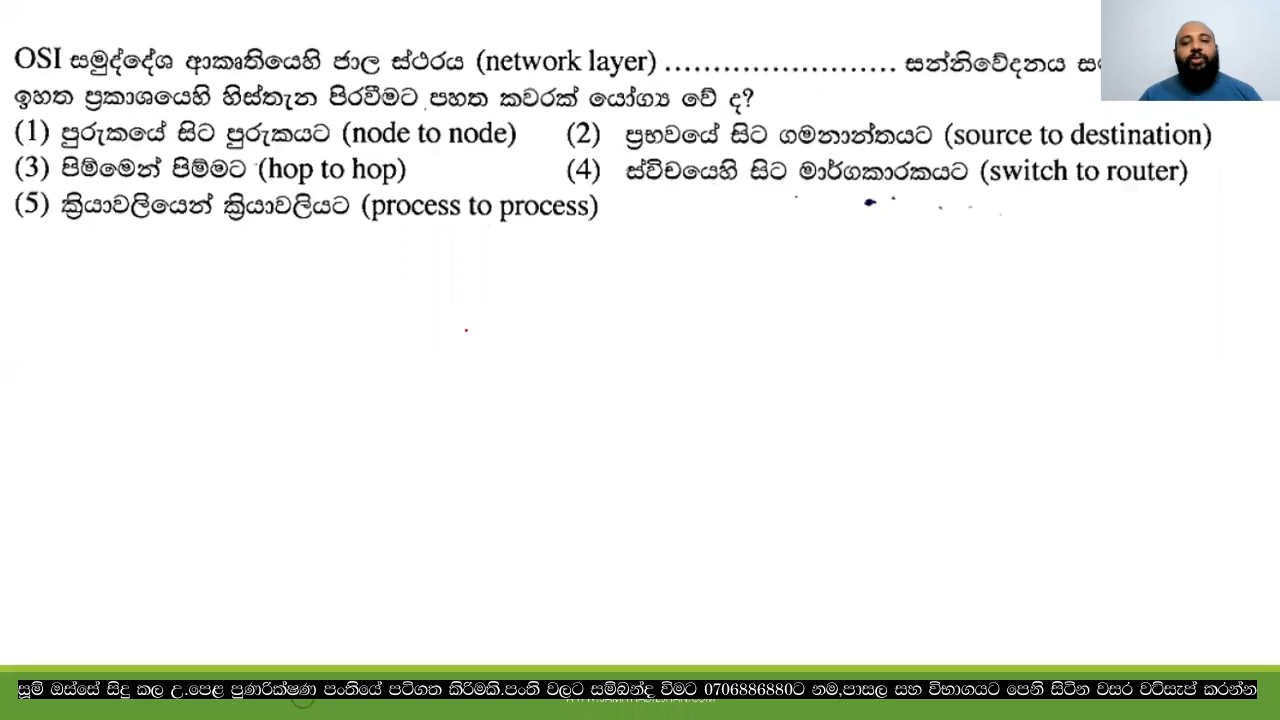 OSI සමුද්දේශ ආකෘතියෙහි ජාල ස්ථරය (network layer) ........................ සන්නිවේදනය
ඉහත ප්‍රකාශයෙහි හිස්තැන පිරවීමට පහත කවරක් යෝග්‍ය වේ ද?
(1) පුරුකයේ සිට පුරුකයට (node to node) (2) ප්‍රභවයේ සිට ගමනාන්තයට (source to destination)
(3) පිම්මෙන් පිම්මට (hop to hop) (4) ස්විචයෙහි සිට මාර්ගකාරකයට (switch to router)
(5) ක්‍රියාවලියෙන් ක්‍රියාවලියට (process to process)
සූම් ඔස්සේ සිදු කල උ.පෙළ පුණරීක්ෂණ පංතියේ පටිගත කිරීමකි.පංති වලට සම්බන්ද වීමට 0706886880ට නම,පාසල සහ විභාගයට පෙනී සිටින වසර වට්සැප් කරන්න